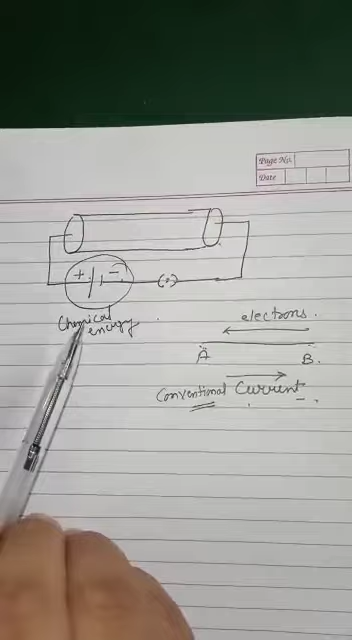 Page No.
Date
+ -
Chemical
energy
electrons.
A B.
Conventional Current